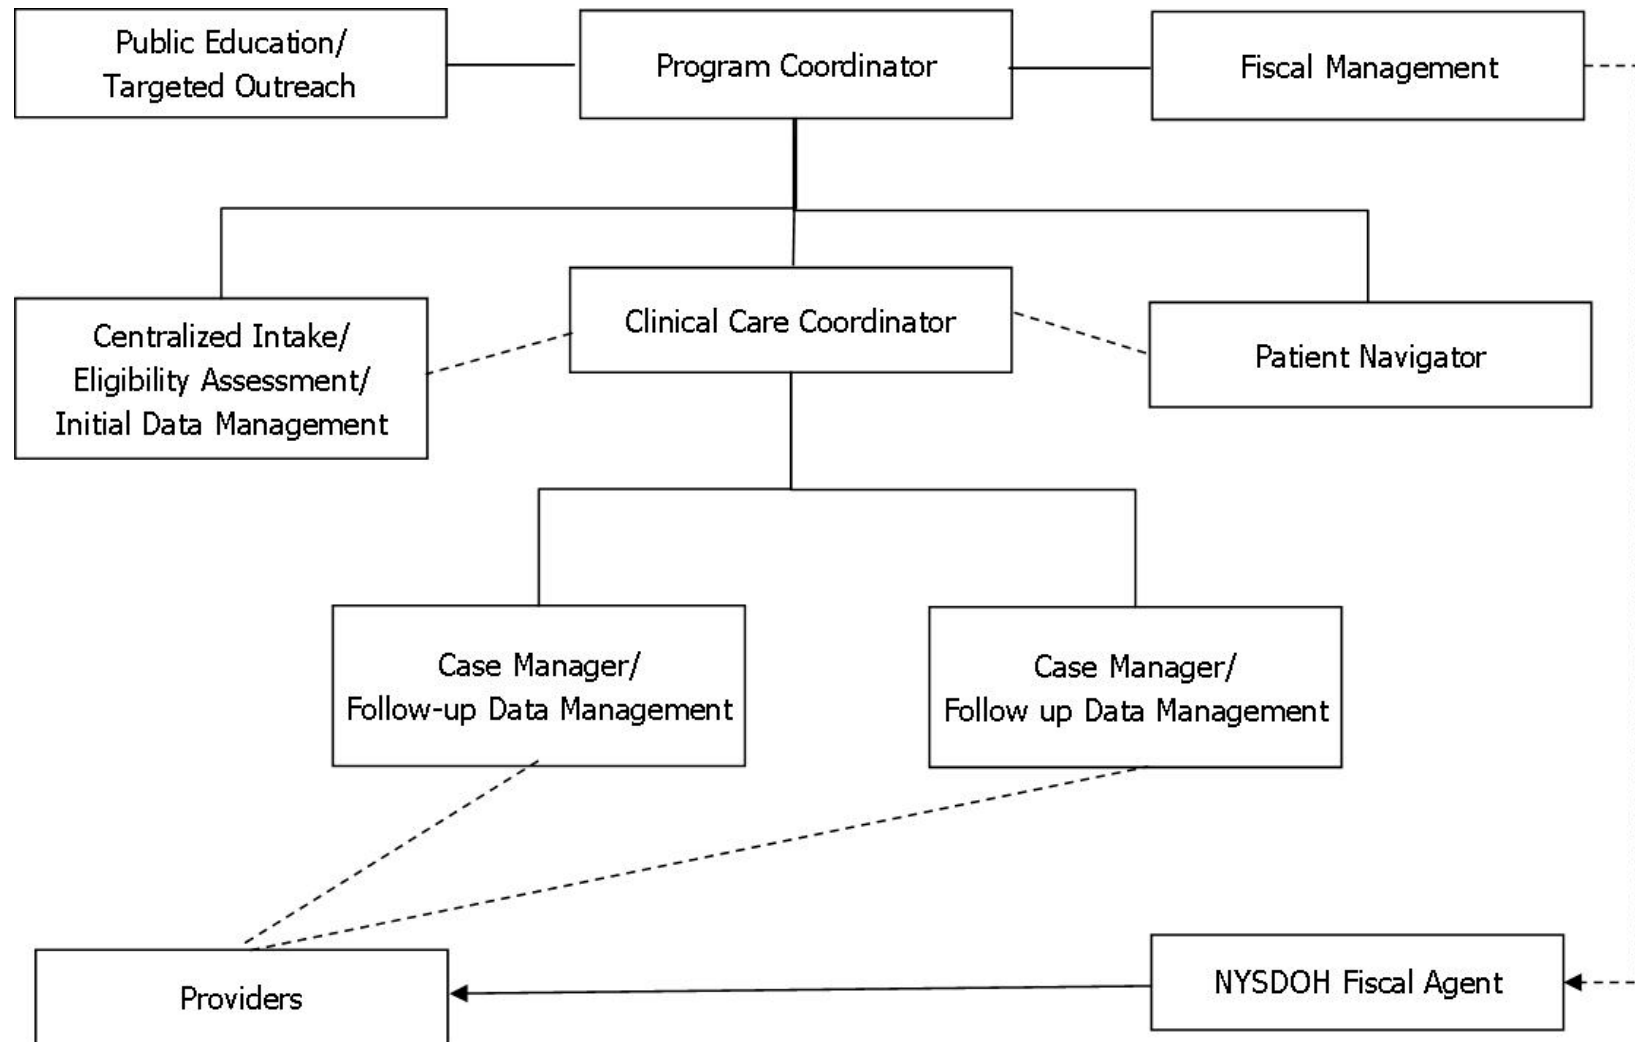 Public Education/
Targeted Outreach
Program Coordinator
Fiscal Management
Centralized Intake/
Eligibility Assessment/
Initial Data Management
Clinical Care Coordinator
Patient Navigator
Case Manager/
Follow-up Data Management
Case Manager/
Follow up Data Management
Providers
NYSDOH Fiscal Agent